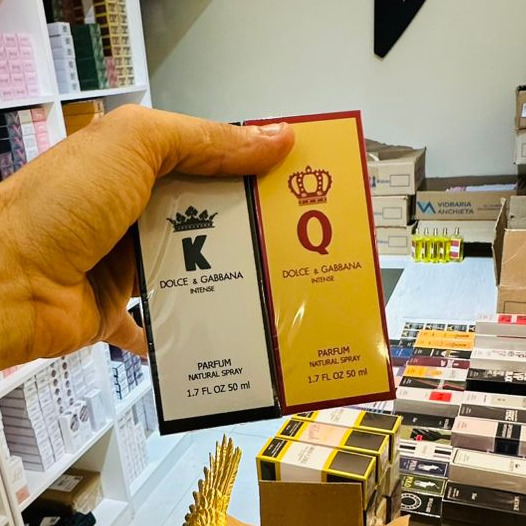 K
DOLCE & GABBANA
INTENSE
PARFUM
NATURAL SPRAY
1.7 FL OZ 50 ml
Q
DOLCE & GABBANA
INTENSE
PARFUM
NATURAL SPRAY
1.7 FL OZ 50 ml
VIDRARIA
ANCHIETA